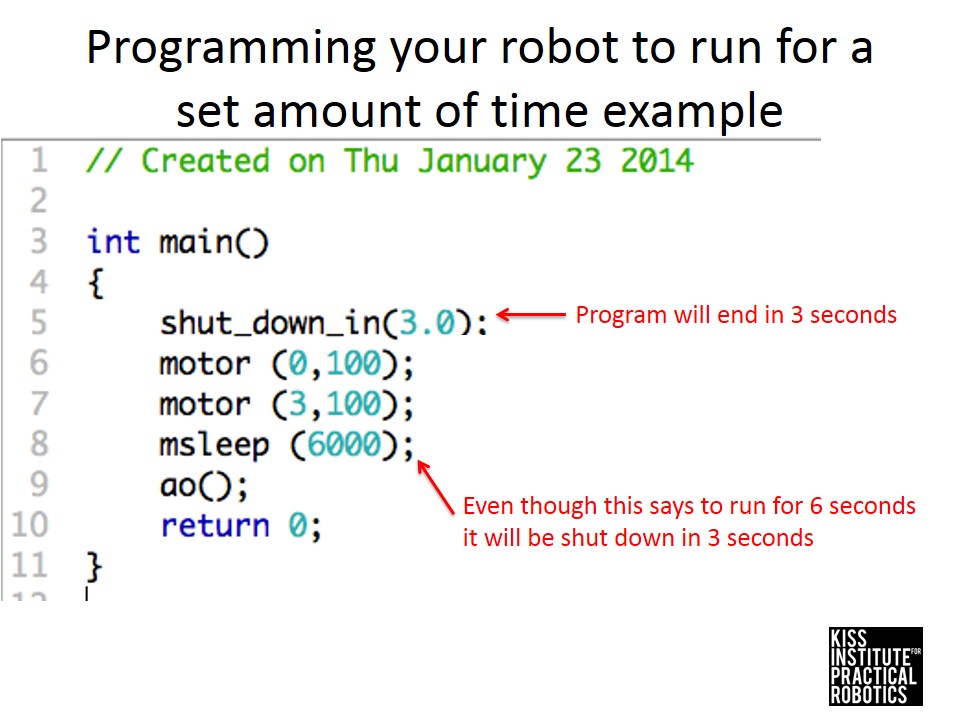 Programming your robot to run for a
set amount of time example
1 // Created on Thu January 23 2014
2
3 int main()
4 {
5 shut_down_in(3.0);
Program will end in 3 seconds
6 motor (0,100);
7 motor (3,100);
8 msleep (6000);
9 ao();
Even though this says to run for 6 seconds
it will be shut down in 3 seconds
10 return 0;
11 }
12
KISS
INSTITUTE FOR
PRACTICAL
ROBOTICS